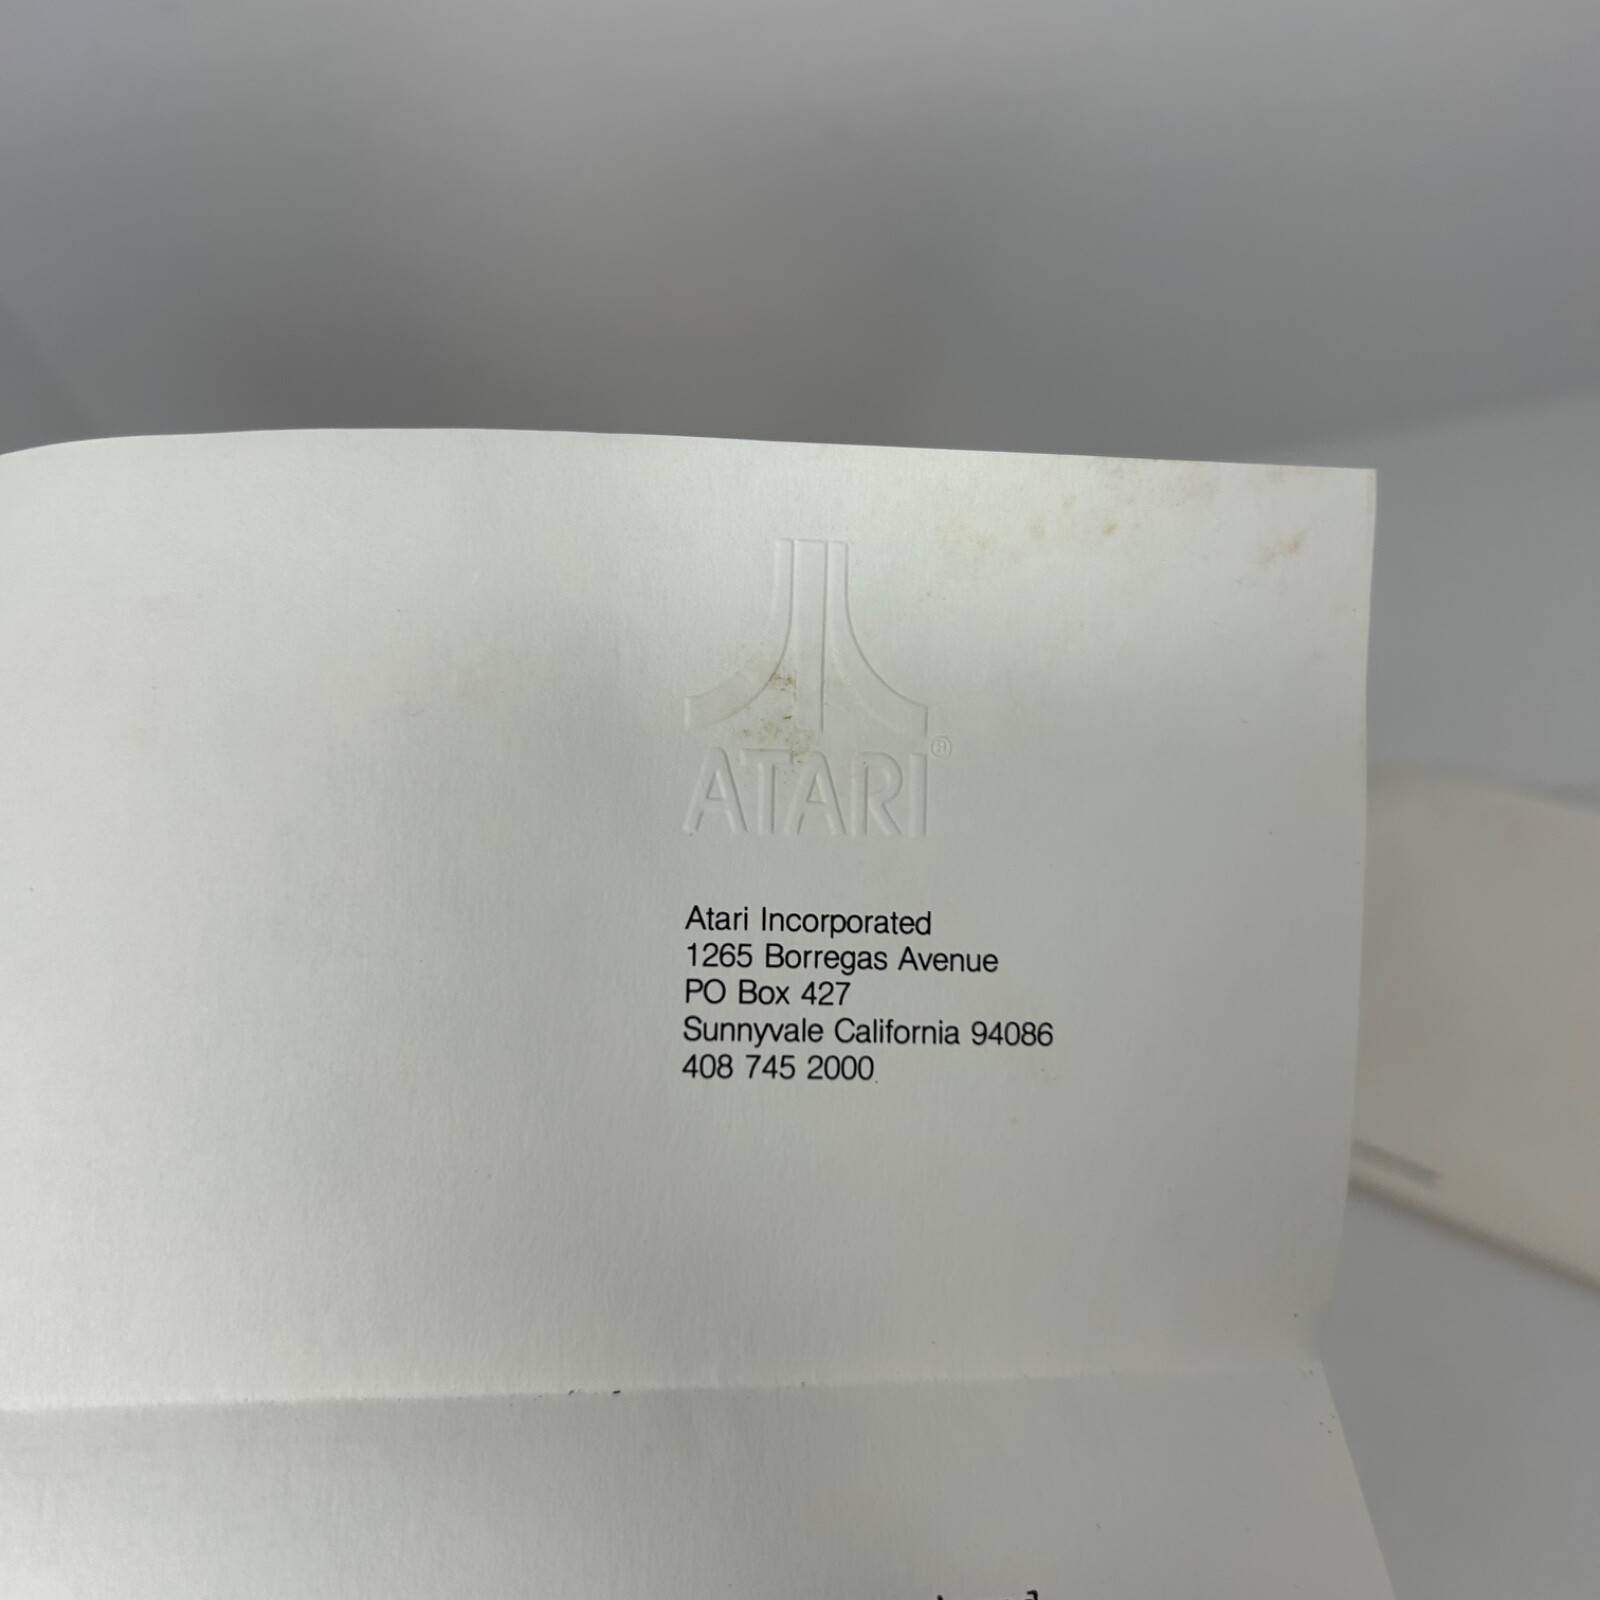 ATARI®
Atari Incorporated
1265 Borregas Avenue
PO Box 427
Sunnyvale California 94086
408 745 2000